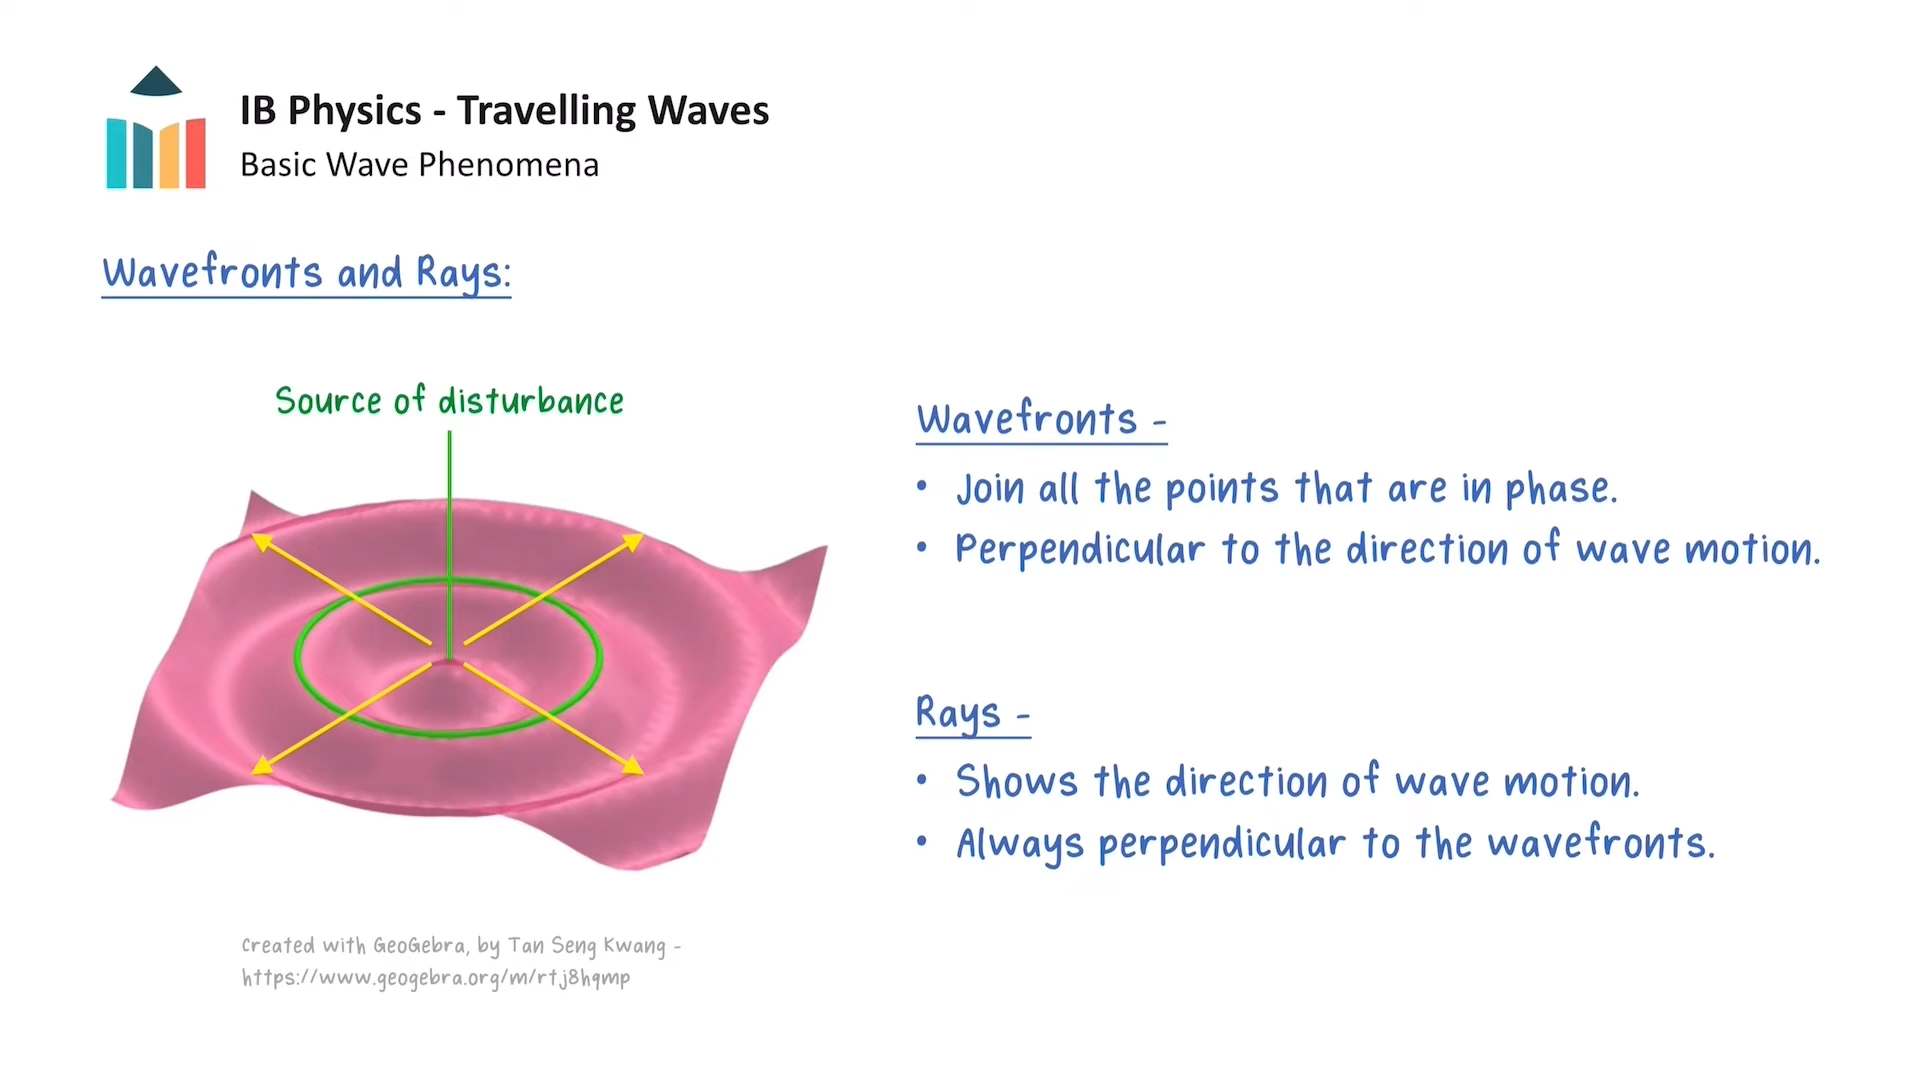 IB Physics - Travelling Waves
Basic Wave Phenomena
Wavefronts and Rays:
Source of disturbance
Wavefronts -
• Join all the points that are in phase.
• Perpendicular to the direction of wave motion.
Rays -
• Shows the direction of wave motion.
• Always perpendicular to the wavefronts.
Created with GeoGebra, by Tan Seng Kwang -
https://www.geogebra.org/m/rtj8hqmp